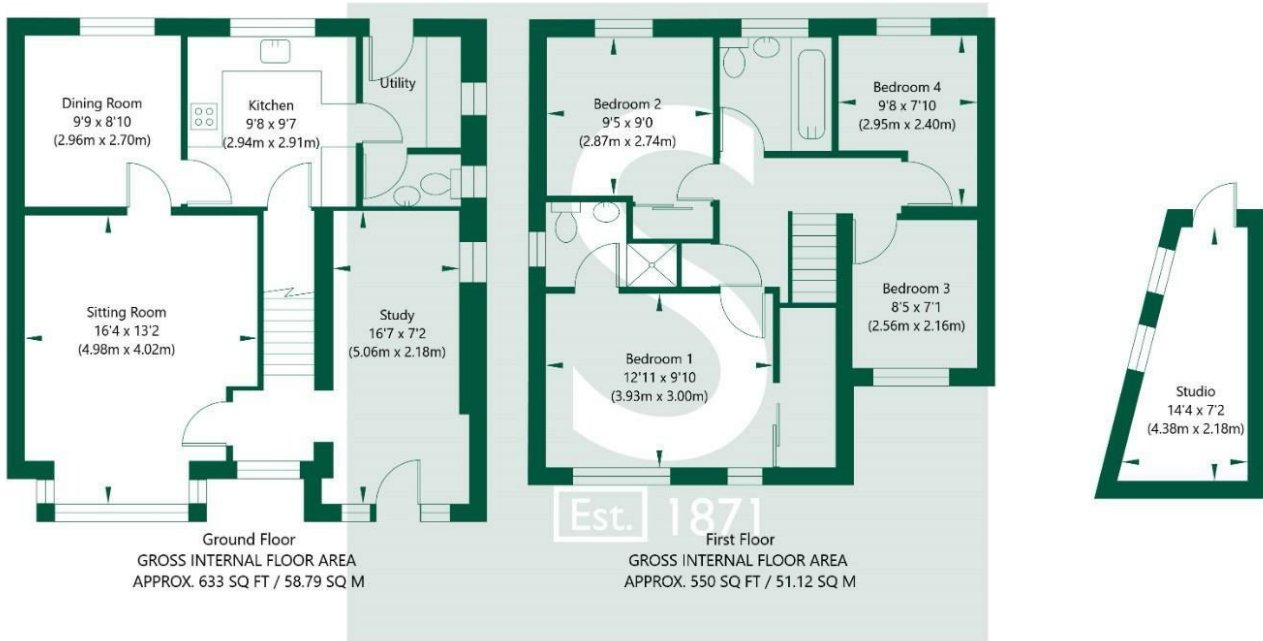 Dining Room
9'9 x 8'10
(2.96m x 2.70m)
Kitchen
9'8 x 9'7
(2.94m x 2.91m)
Utility
Sitting Room
16'4 x 13'2
(4.98m x 4.02m)
Study
16'7 x 7'2
(5.06m x 2.18m)
Ground Floor
GROSS INTERNAL FLOOR AREA
APPROX. 633 SQ FT / 58.79 SQ M
Bedroom 2
9'5 x 9'0
(2.87m x 2.74m)
Bedroom 4
9'8 x 7'10
(2.95m x 2.40m)
Bedroom 3
8'5 x 7'1
(2.56m x 2.16m)
Bedroom 1
12'11 x 9'10
(3.93m x 3.00m)
S
Est. 1871
First Floor
GROSS INTERNAL FLOOR AREA
APPROX. 550 SQ FT / 51.12 SQ M
Studio
14'4 x 7'2
(4.38m x 2.18m)